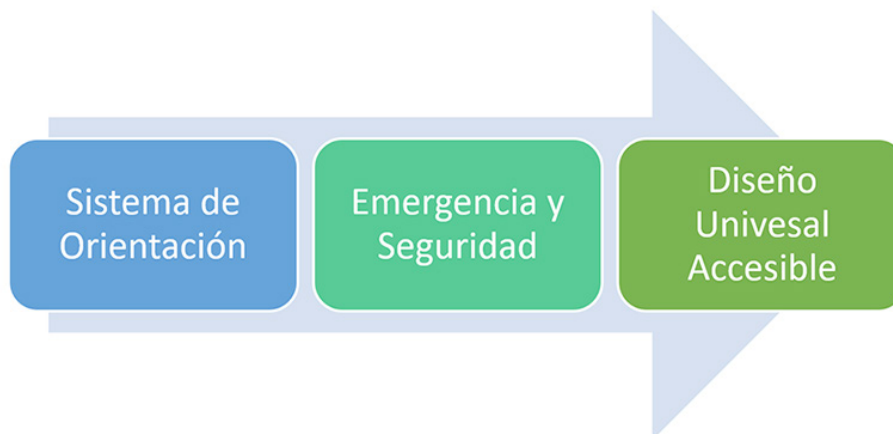 Sistema de
Orientación
Emergencia y
Seguridad
Diseño
Univesal
Accesible